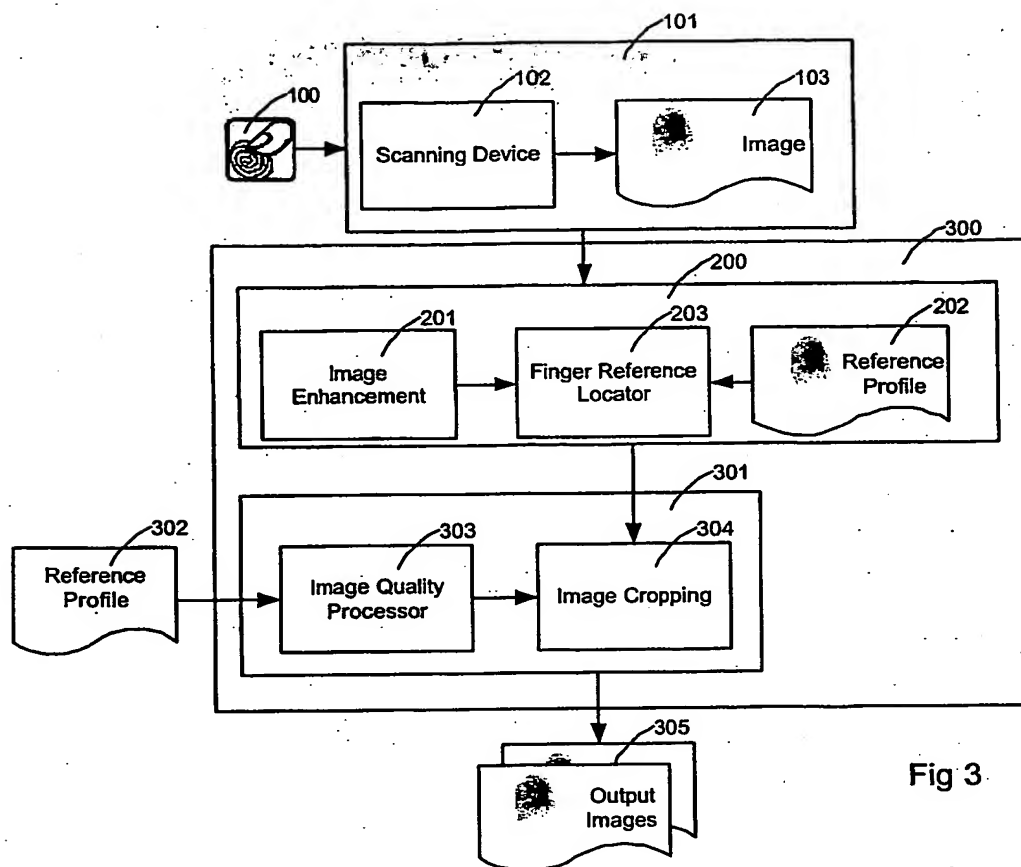 101
102
103
100
Scanning Device
Image
300
200
201
203
202
Image
Enhancement
Finger Reference
Locator
Reference
Profile
301
302
303
304
Reference
Profile
Image Quality
Processor
Image Cropping
305
Output
Images
Fig 3